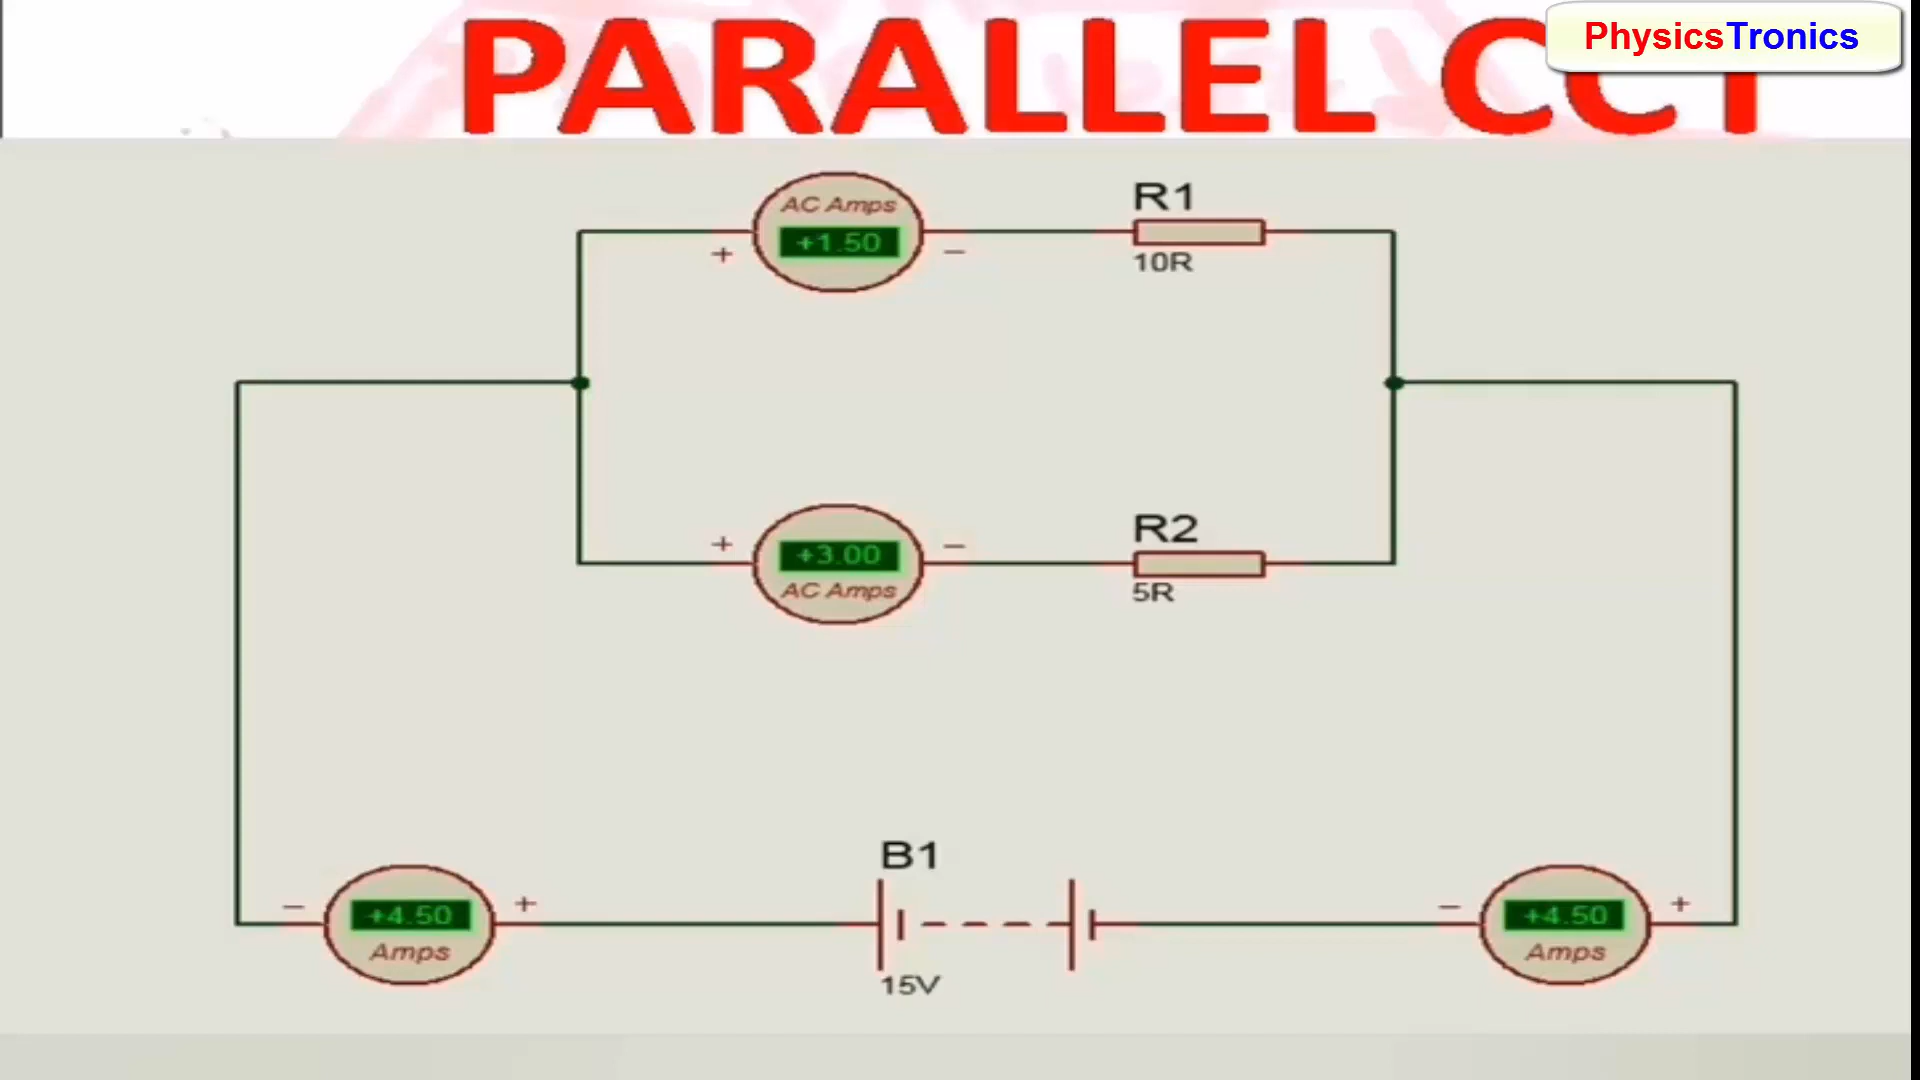 PARALLEL CCT
PhysicsTronics
AC Amps
+1.50
+ −
R1
10R
+ −
+3.00
AC Amps
R2
5R
B1
15V
− +
+4.50
Amps
− +
+4.50
Amps